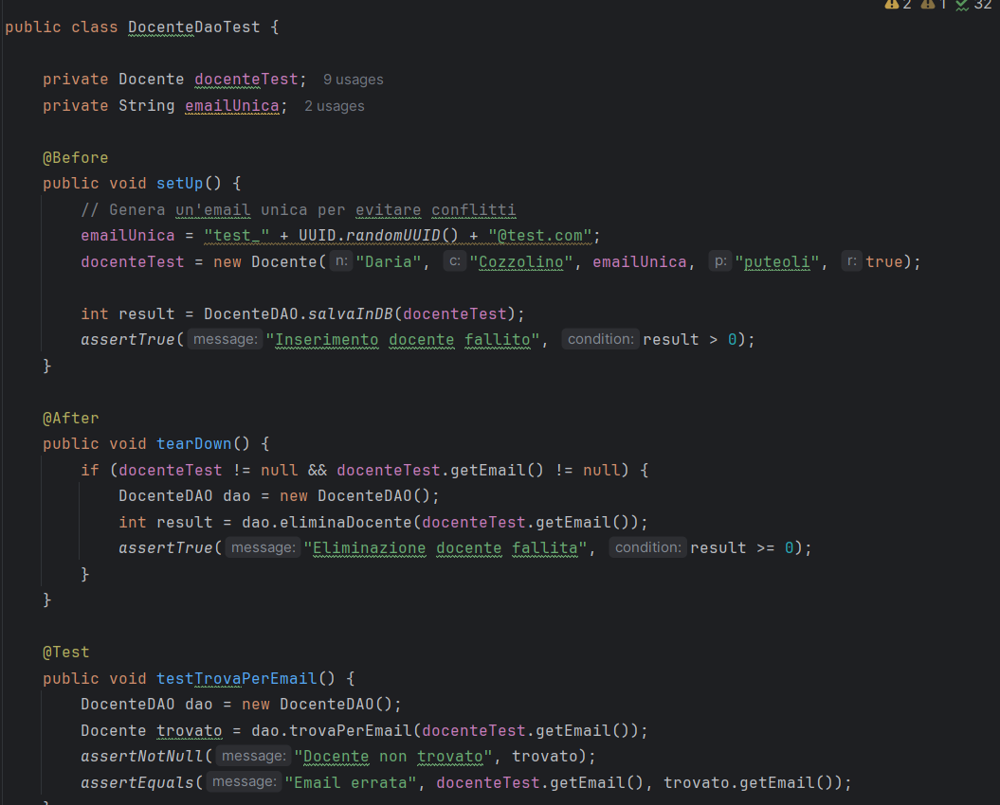 2 1 32
public class DocenteDaoTest {
private Docente docenteTest; 9 usages
private String emailUnica; 2 usages
@Before
public void setUp() {
// Genera un'email unica per evitare conflitti
emailUnica = "test_" + UUID.randomUUID() + "@test.com";
docenteTest = new Docente( n: "Daria", c: "Cozzolino", emailUnica, p: "puteoli", r: true);
int result = DocenteDAO.salvaInDB(docenteTest);
assertTrue( message: "Inserimento docente fallito", condition: result > 0);
}
@After
public void tearDown() {
if (docenteTest != null && docenteTest.getEmail() != null) {
DocenteDAO dao = new DocenteDAO();
int result = dao.eliminaDocente(docenteTest.getEmail());
assertTrue( message: "Eliminazione docente fallita", condition: result >= 0);
}
}
@Test
public void testTrovaPerEmail() {
DocenteDAO dao = new DocenteDAO();
Docente trovato = dao.trovaPerEmail(docenteTest.getEmail());
assertNotNull( message: "Docente non trovato", trovato);
assertEquals( message: "Email errata", docenteTest.getEmail(), trovato.getEmail());
}